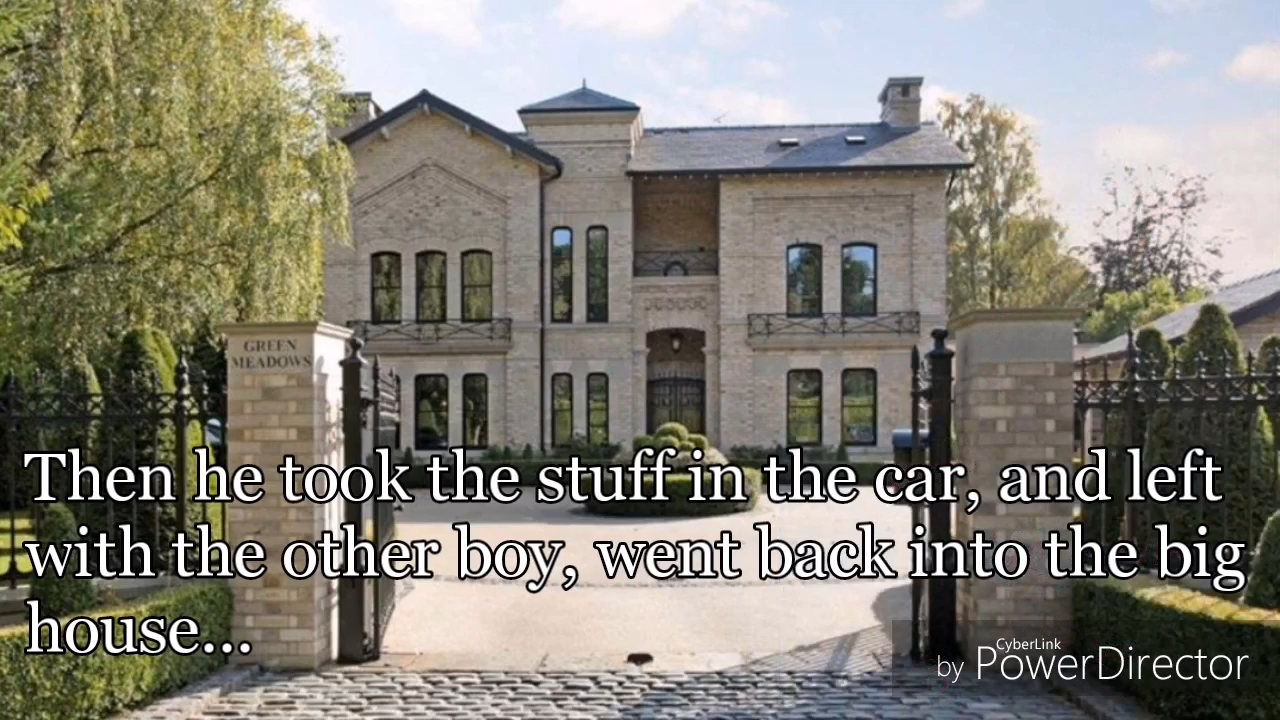 GREEN
MEADOWS
Then he took the stuff in the car, and left
with the other boy, went back into the big
house...
CyberLink
by PowerDirector